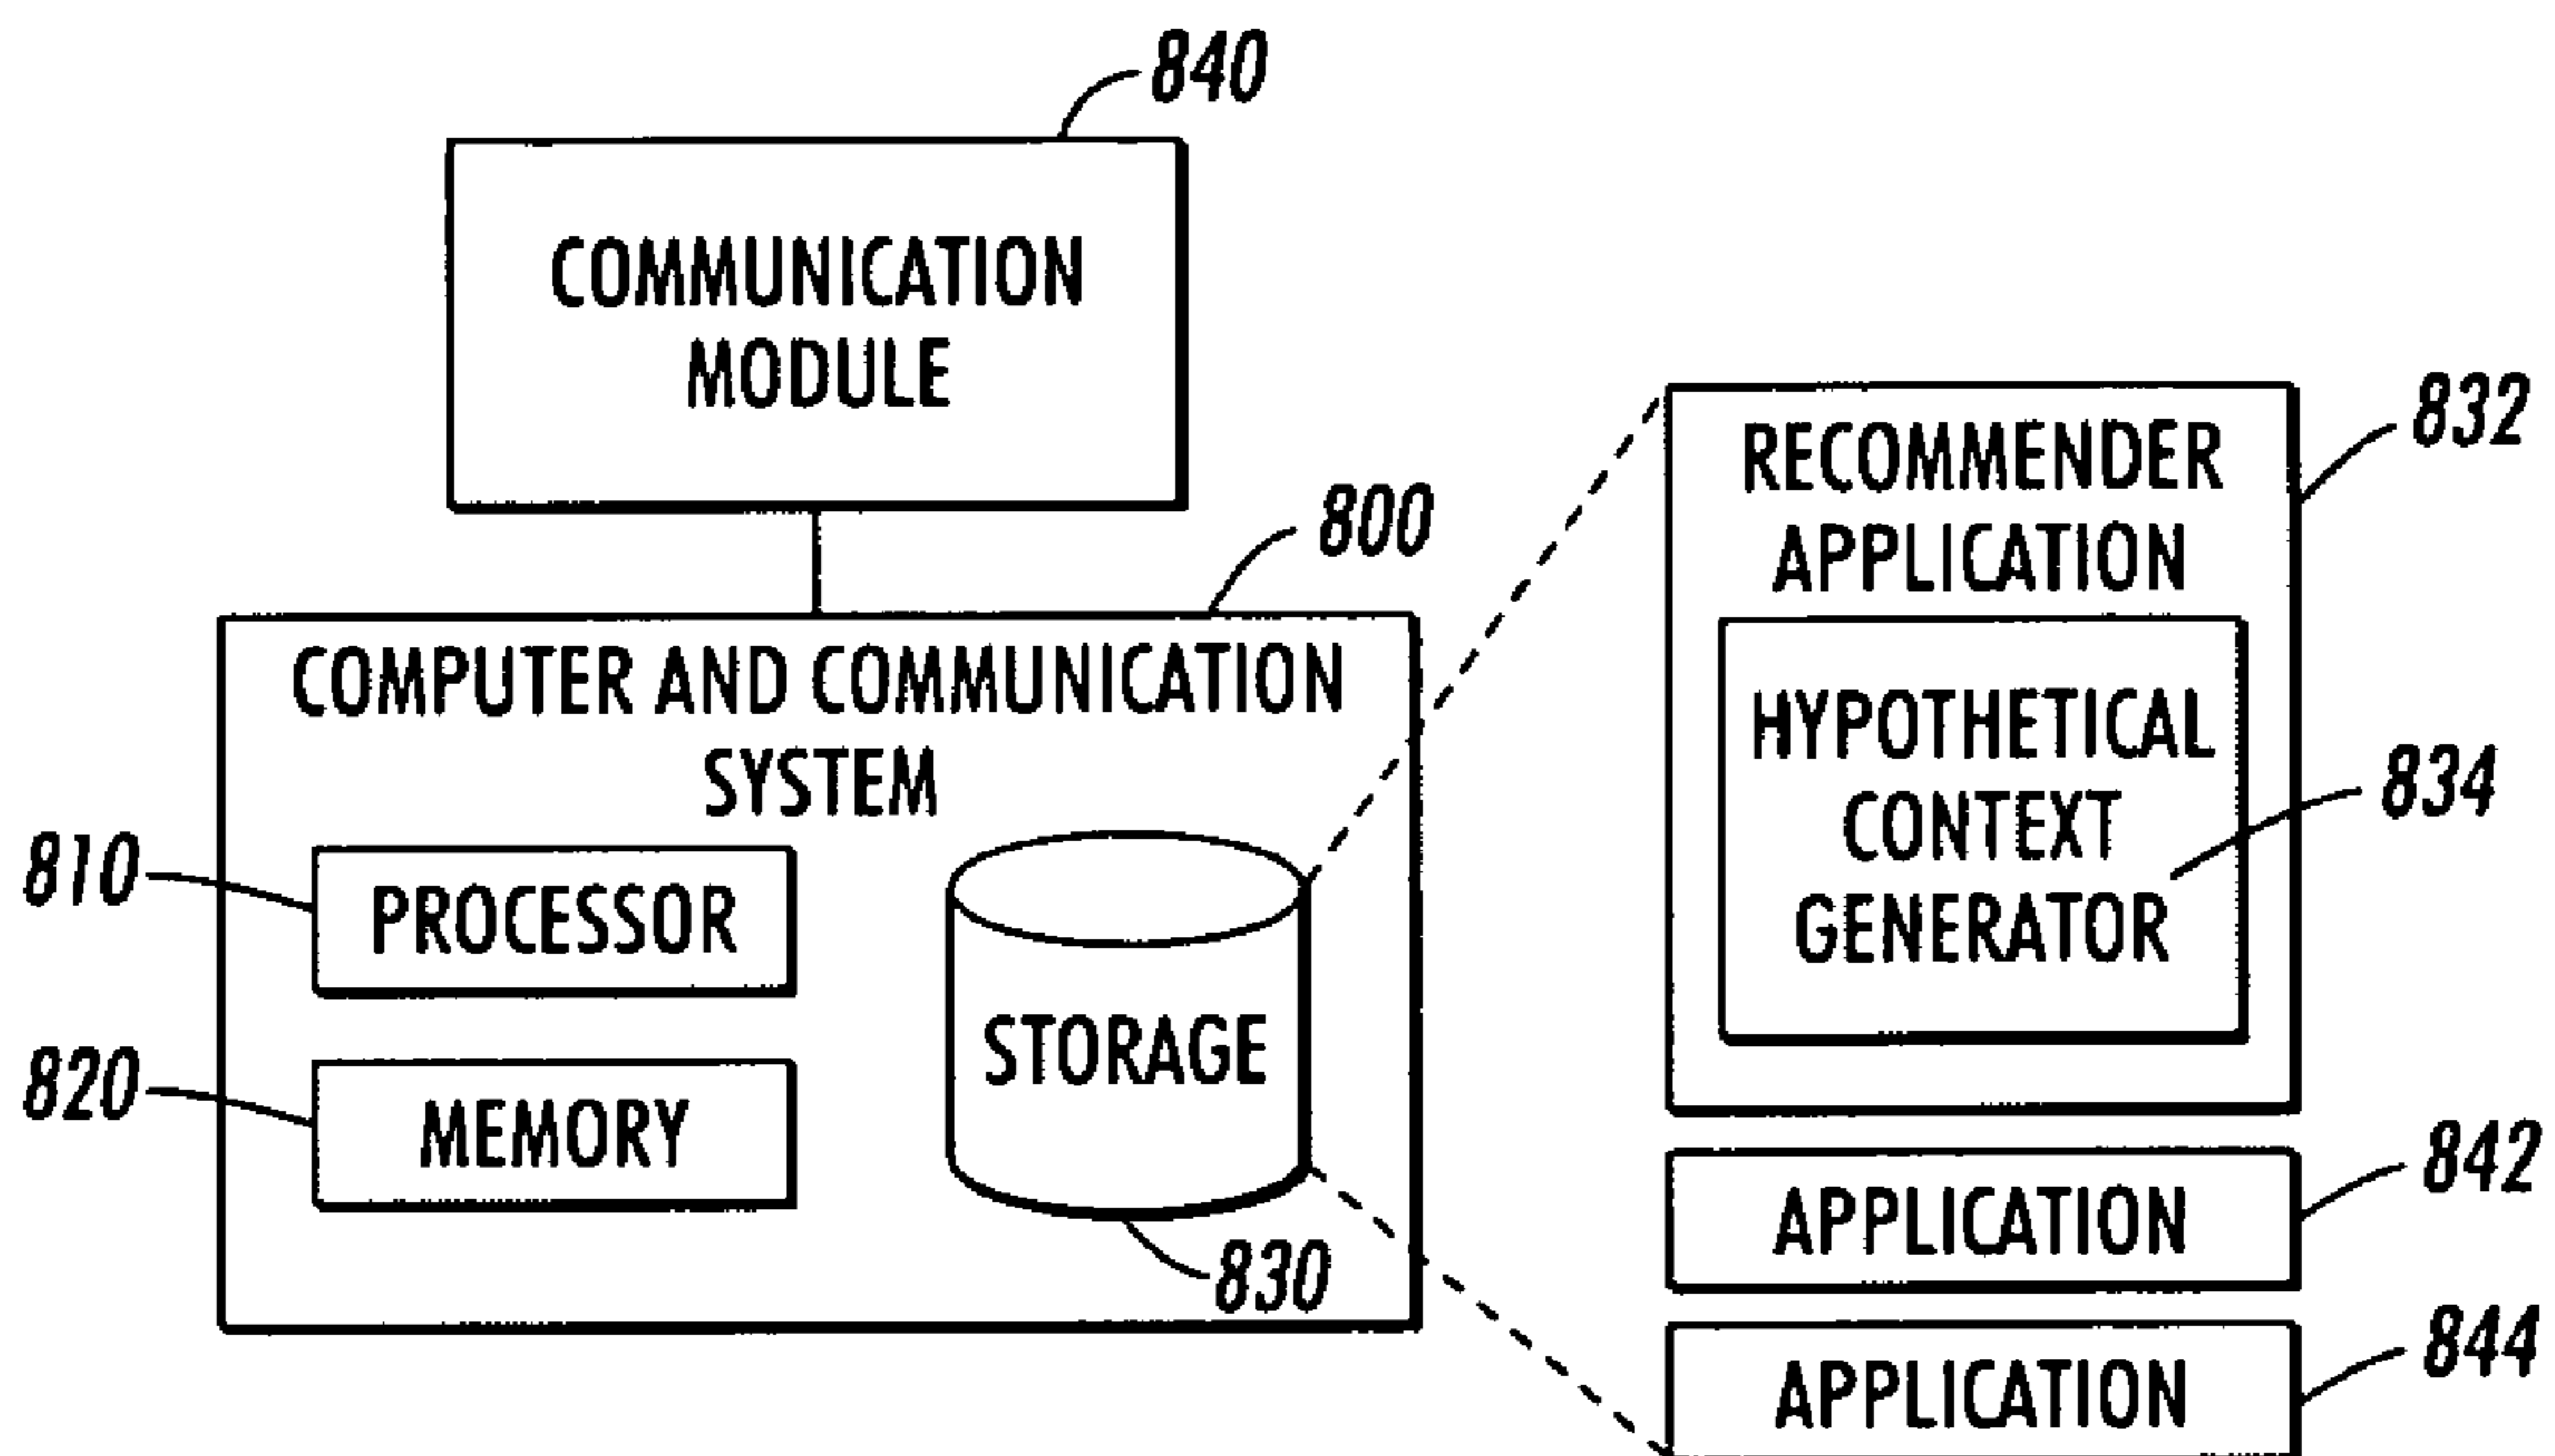 840
COMMUNICATION
MODULE
800
COMPUTER AND COMMUNICATION
SYSTEM
810
PROCESSOR
820
MEMORY
STORAGE
830
832
RECOMMENDER
APPLICATION
HYPOTHETICAL
CONTEXT
GENERATOR
834
APPLICATION
842
APPLICATION
844